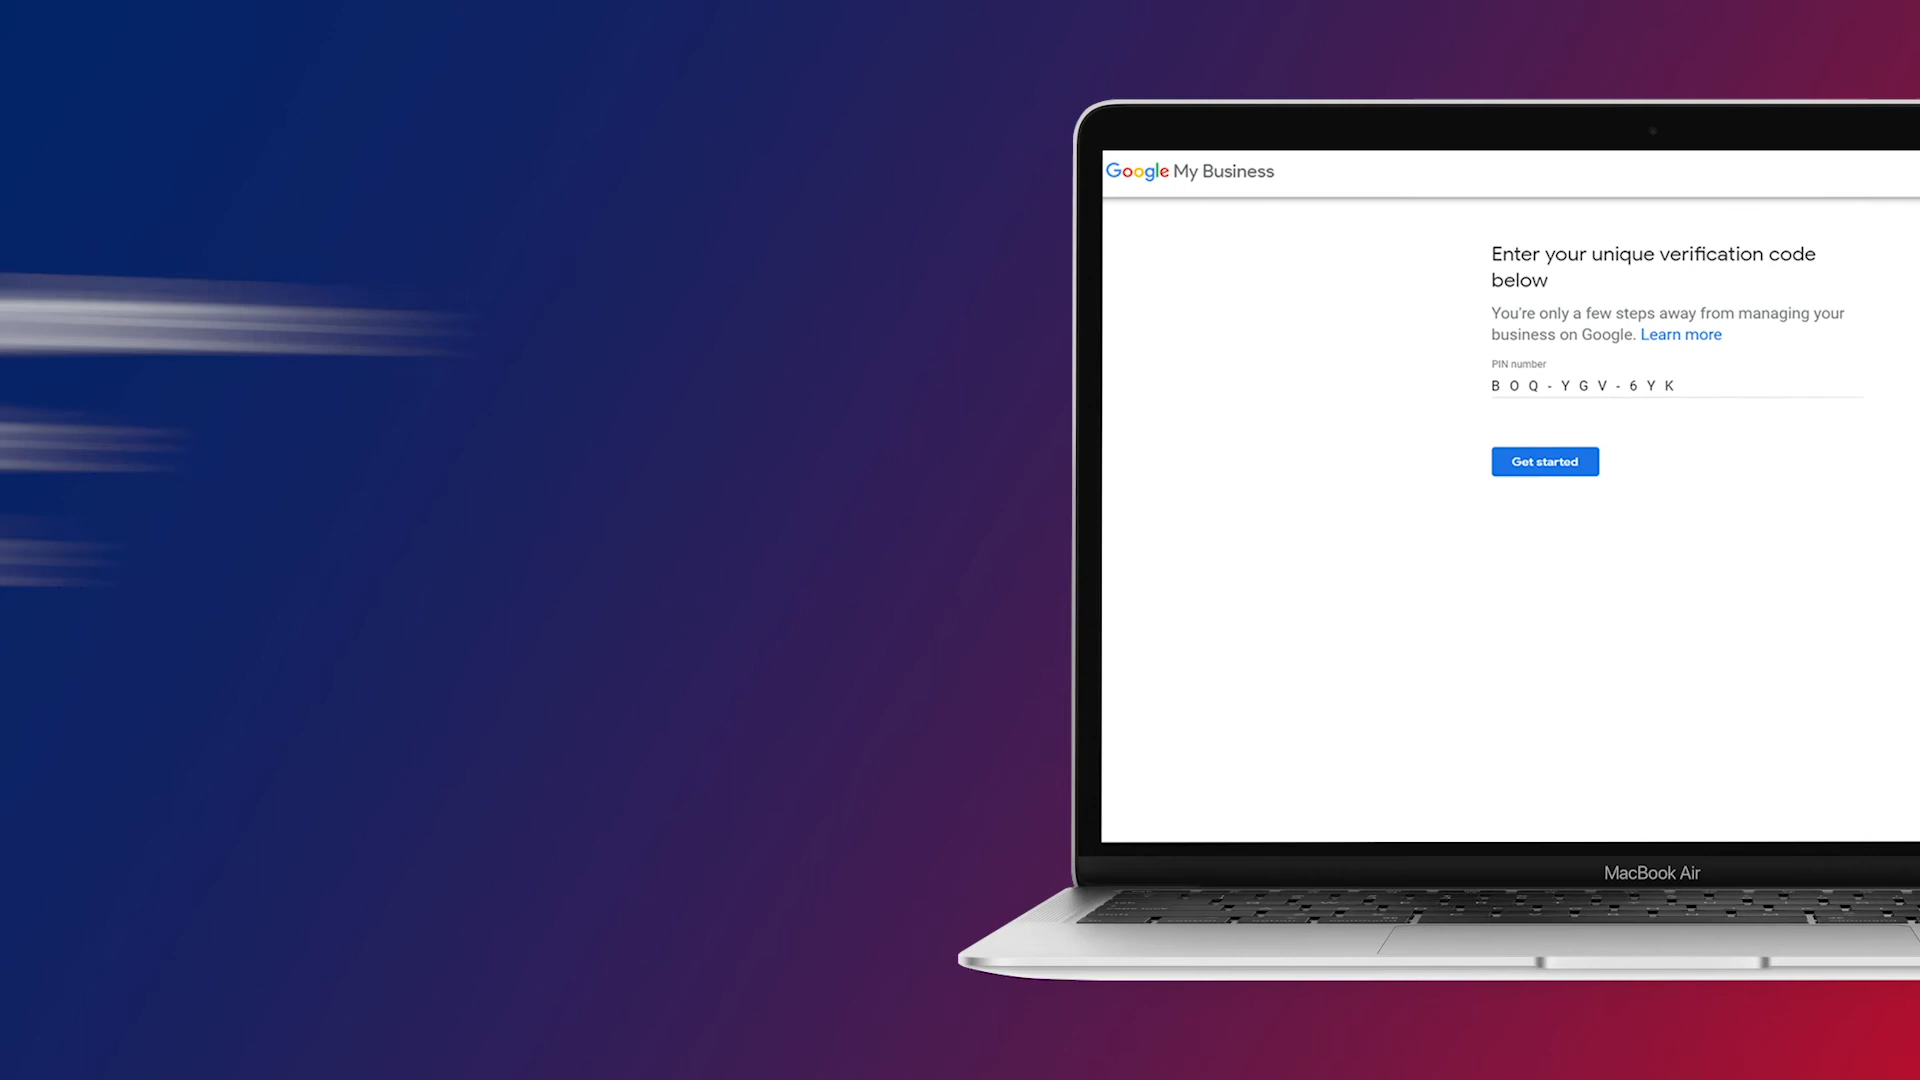 Google My Business
Enter your unique verification code
below
You're only a few steps away from managing your
business on Google. Learn more
PIN number
B O Q - Y G V - 6 Y K
Get started
MacBook Air